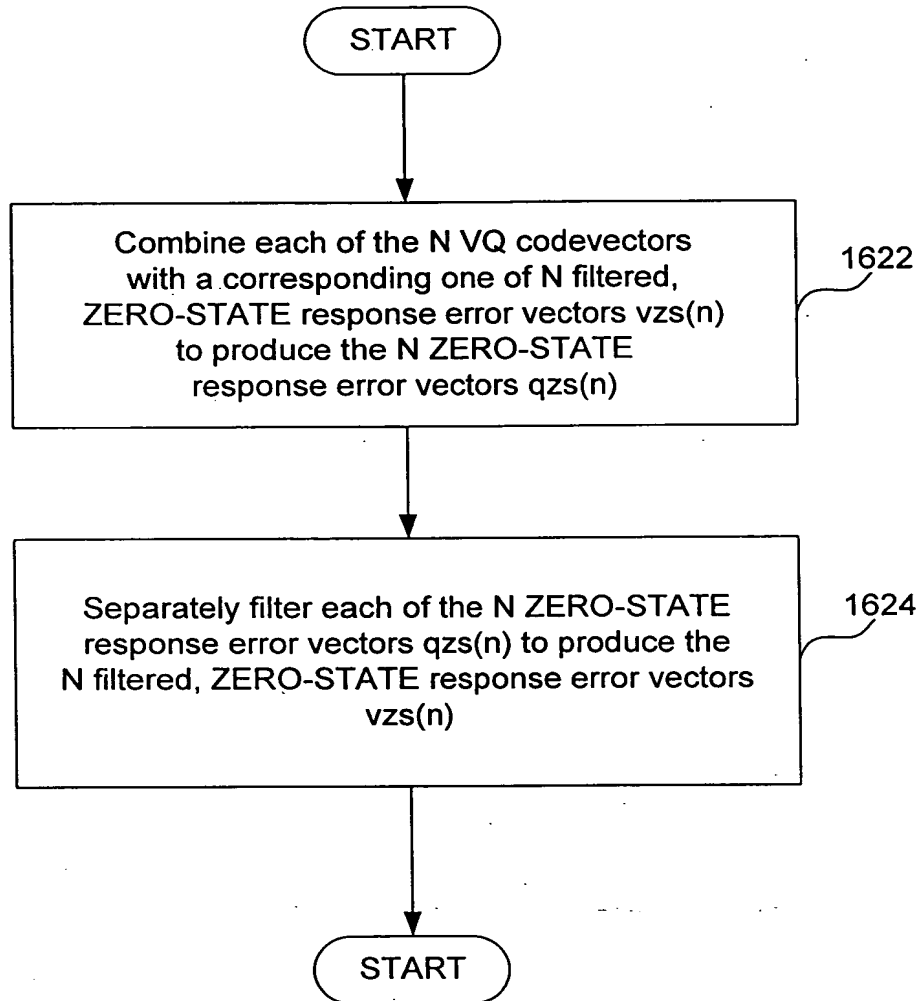 START
Combine each of the N VQ codevectors
with a corresponding one of N filtered,
ZERO-STATE response error vectors vzs(n)
to produce the N ZERO-STATE
response error vectors qzs(n)
1622
Separately filter each of the N ZERO-STATE
response error vectors qzs(n) to produce the
N filtered, ZERO-STATE response error vectors
vzs(n)
1624
START